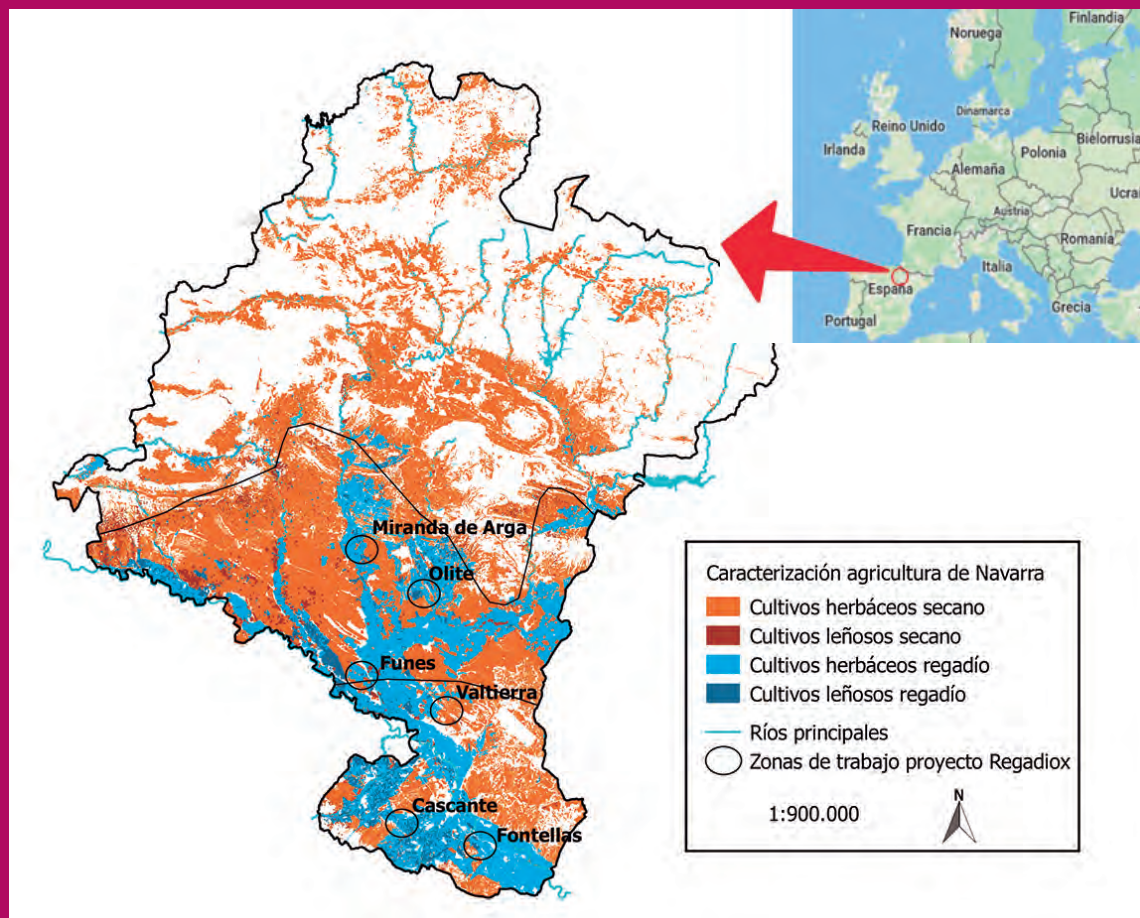 Finlandia
Noruega
Dinamarca
Reino Unido
Irlanda
Bielorrusia
Polonia
Alemaña
Ucra
Austria
Francia
Romanía
Italia
España
Grecia
Portugal
Miranda de Arga
Olite
Funes
Valtierra
Cascante
Fontellas
Caracterización agricultura de Navarra
Cultivos herbáceos secano
Cultivos leñosos secano
Cultivos herbáceos regadío
Cultivos leñosos regadío
Ríos principales
Zonas de trabajo proyecto Regadiox
1:900.000
N